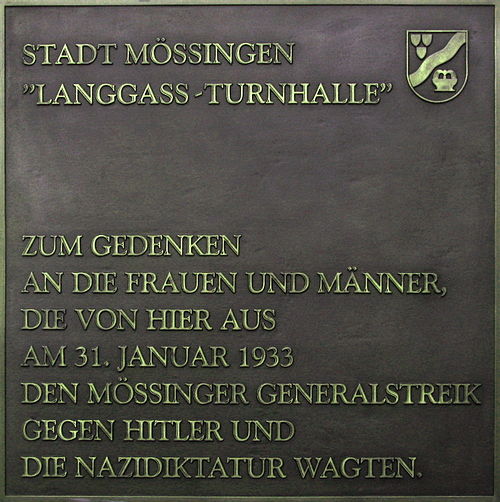 STADT MÖSSINGEN
"LANGGASS-TURNHALLE"
ZUM GEDENKEN
AN DIE FRAUEN UND MÄNNER,
DIE VON HIER AUS
AM 31. JANUAR 1933
DEN MÖSSINGER GENERALSTREIK
GEGEN HITLER UND
DIE NAZIDIKTATUR WAGTEN.